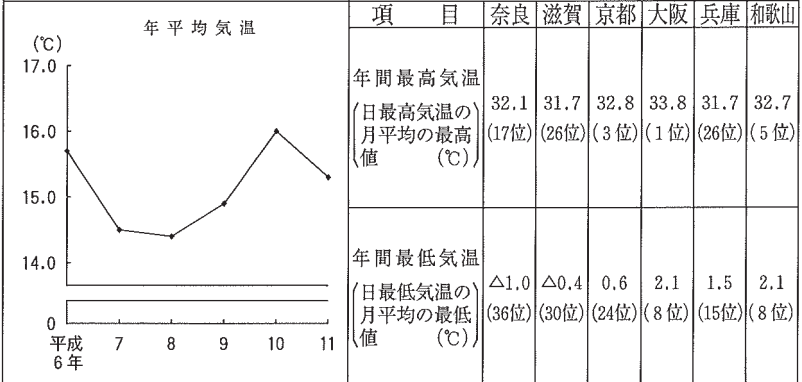 年平均気温
(℃)
17.0
16.0
15.0
14.0
0
平成
6年
7 8 9 10 11
項 目 奈良 滋賀 京都 大阪 兵庫 和歌山
年間最高気温
(日最高気温の
月平均の最高
値 (℃))
32.1 31.7 32.8 33.8 31.7 32.7
(17位) (26位) (3位) (1位) (26位) (5位)
年間最低気温
(日最低気温の
月平均の最低
値 (℃))
△1.0 △0.4 0.6 2.1 1.5 2.1
(36位) (30位) (24位) (8位) (15位) (8位)